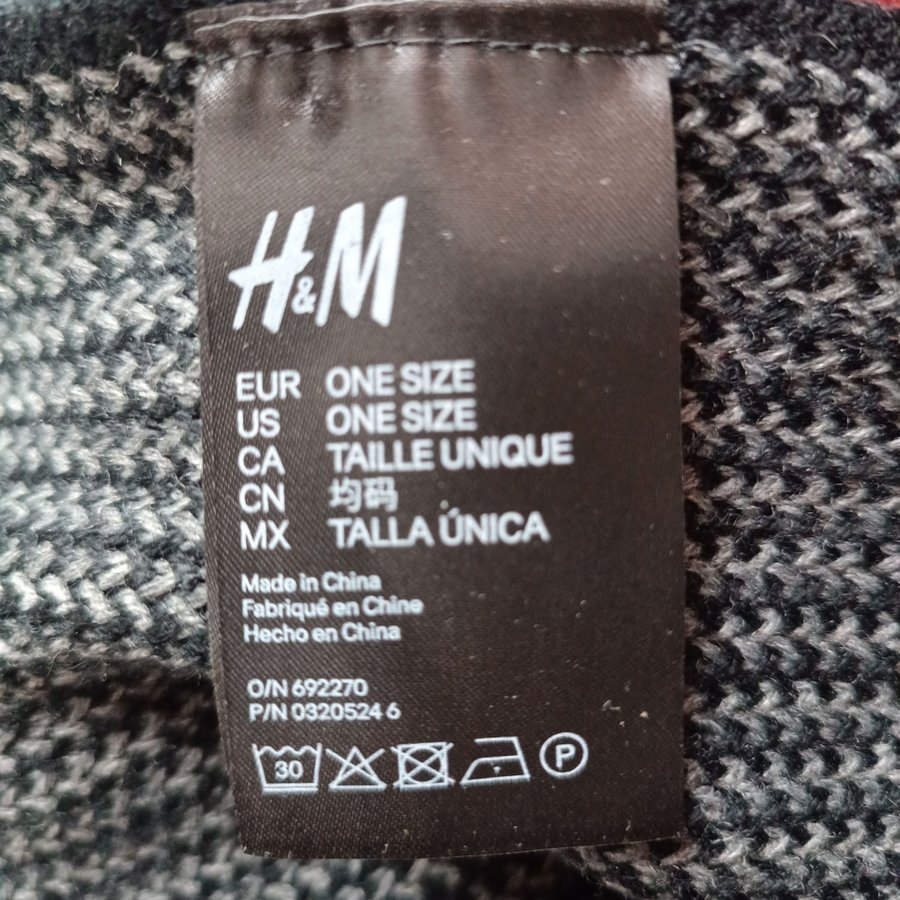 H&M
EUR ONE SIZE
US ONE SIZE
CA TAILLE UNIQUE
CN 均码
MX TALLA ÚNICA
Made in China
Fabriqué en Chine
Hecho en China
O/N 692270
P/N 0320524 6
30 P